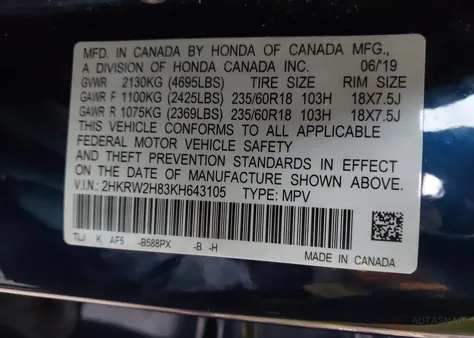 MFD. IN CANADA BY HONDA OF CANADA MFG.,
A DIVISION OF HONDA CANADA INC. 06/'19
GVWR 2130KG (4695LBS) TIRE SIZE RIM SIZE
GAWR F 1100KG (2425LBS) 235/60R18 103H 18X7.5J
GAWR R 1075KG (2369LBS) 235/60R18 103H 18X7.5J
THIS VEHICLE CONFORMS TO ALL APPLICABLE
FEDERAL MOTOR VEHICLE SAFETY
AND THEFT PREVENTION STANDARDS IN EFFECT
ON THE DATE OF MANUFACTURE SHOWN ABOVE.
V.I.N.: 2HKRW2H83KH643105 TYPE: MPV
TLJ K AF5 -B588PX -B -H
MADE IN CANADA
AUTASNAP